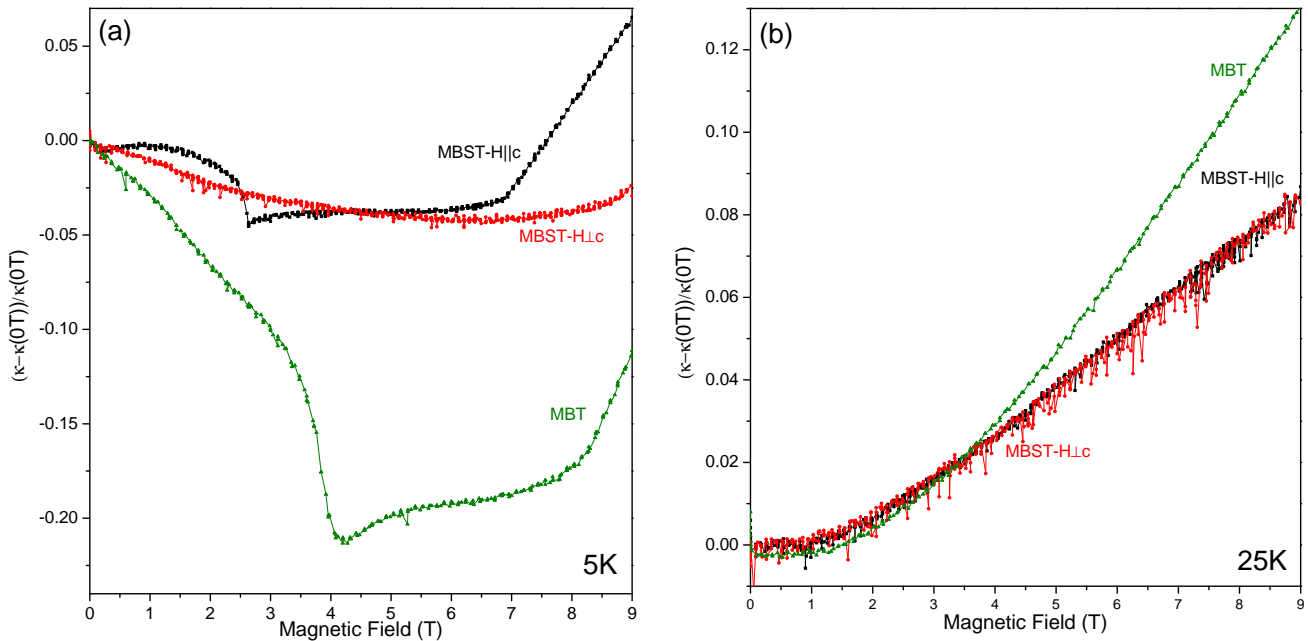 (a)
0.05
0.00
-0.05
-0.10
-0.15
-0.20
(κ−κ(0T))/κ(0T)
MBST-H||c
MBST-H⊥c
MBT
5K
0 1 2 3 4 5 6 7 8 9
Magnetic Field (T)
(b)
0.12
0.10
0.08
0.06
0.04
0.02
0.00
(κ−κ(0T))/κ(0T)
MBT
MBST-H||c
MBST-H⊥c
25K
0 1 2 3 4 5 6 7 8 9
Magnetic Field (T)